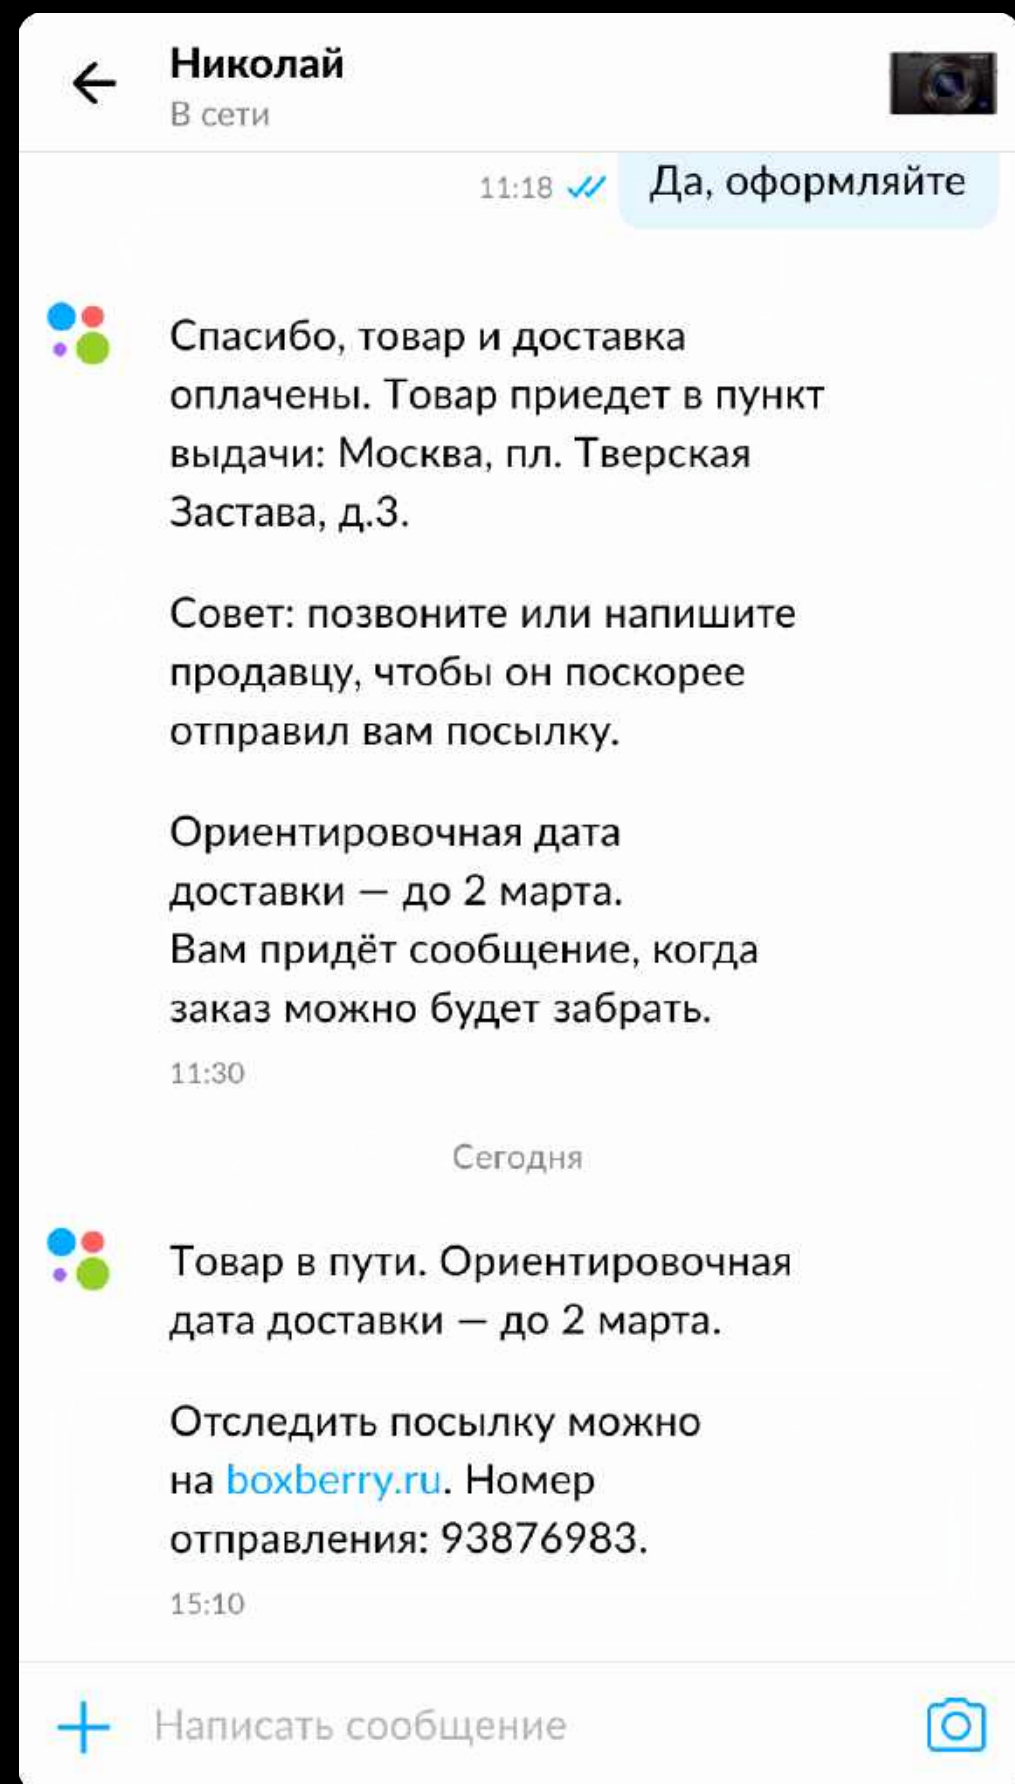 Николай
В сети
11:18
Да, оформляйте
Спасибо, товар и доставка
оплачены. Товар приедет в пункт
выдачи: Москва, пл. Тверская
Застава, д.3.
Совет: позвоните или напишите
продавцу, чтобы он поскорее
отправил вам посылку.
Ориентировочная дата
доставки — до 2 марта.
Вам придёт сообщение, когда
заказ можно будет забрать.
11:30
Сегодня
Товар в пути. Ориентировочная
дата доставки — до 2 марта.
Отследить посылку можно
на boxberry.ru. Номер
отправления: 93876983.
15:10
Написать сообщение